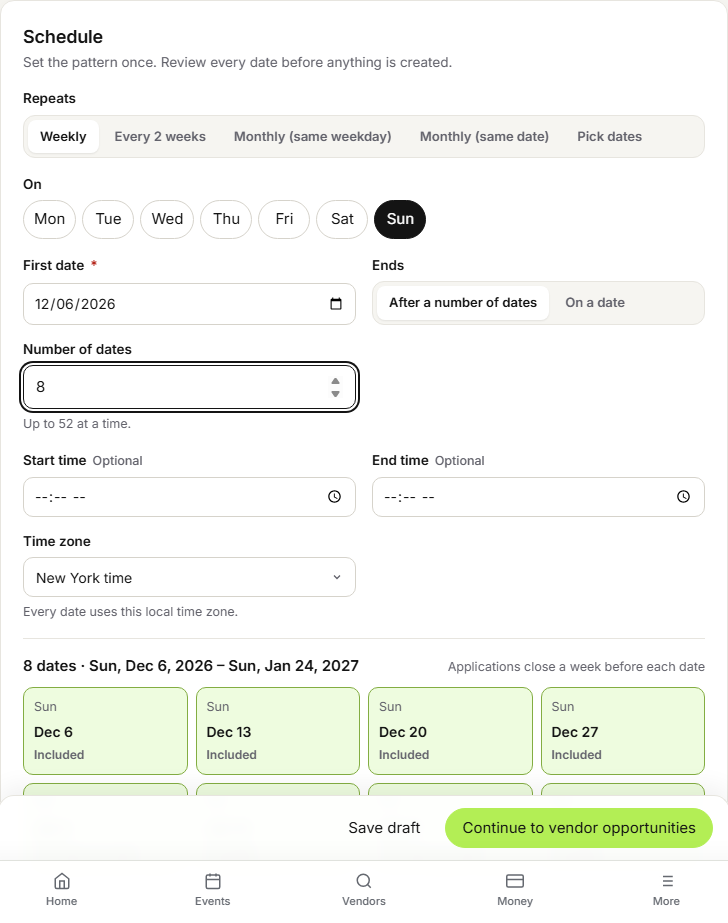 Schedule
Set the pattern once. Review every date before anything is created.
Repeats
Weekly Every 2 weeks Monthly (same weekday) Monthly (same date) Pick dates
On
Mon Tue Wed Thu Fri Sat Sun
First date * Ends
12/06/2026 After a number of dates On a date
Number of dates
8
Up to 52 at a time.
Start time Optional End time Optional
--:-- -- --:-- --
Time zone
New York time
Every date uses this local time zone.
8 dates · Sun, Dec 6, 2026 – Sun, Jan 24, 2027 Applications close a week before each date
Sun Sun Sun Sun
Dec 6 Dec 13 Dec 20 Dec 27
Included Included Included Included
Save draft Continue to vendor opportunities
Home Events Vendors Money More